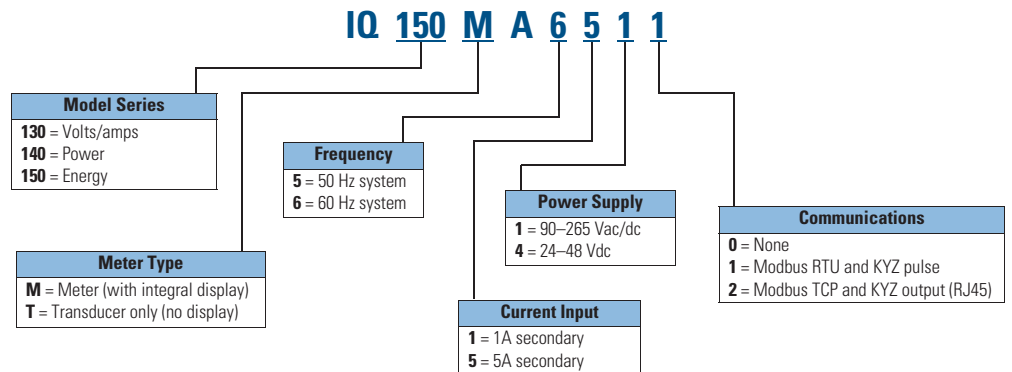 IQ 150 M A 6 5 1 1
Model Series
130 = Volts/amps
140 = Power
150 = Energy
Meter Type
M = Meter (with integral display)
T = Transducer only (no display)
Frequency
5 = 50 Hz system
6 = 60 Hz system
Current Input
1 = 1A secondary
5 = 5A secondary
Power Supply
1 = 90–265 Vac/dc
4 = 24–48 Vdc
Communications
0 = None
1 = Modbus RTU and KYZ pulse
2 = Modbus TCP and KYZ output (RJ45)